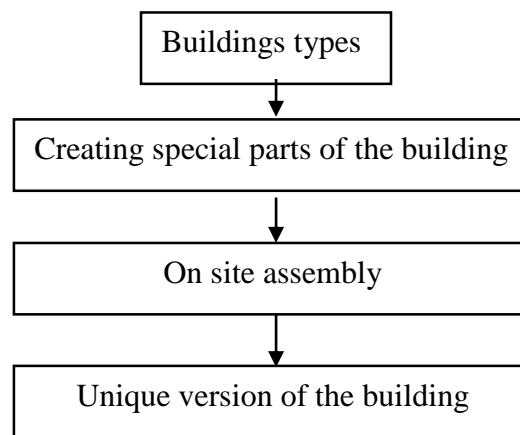 Buildings types
Creating special parts of the building
On site assembly
Unique version of the building